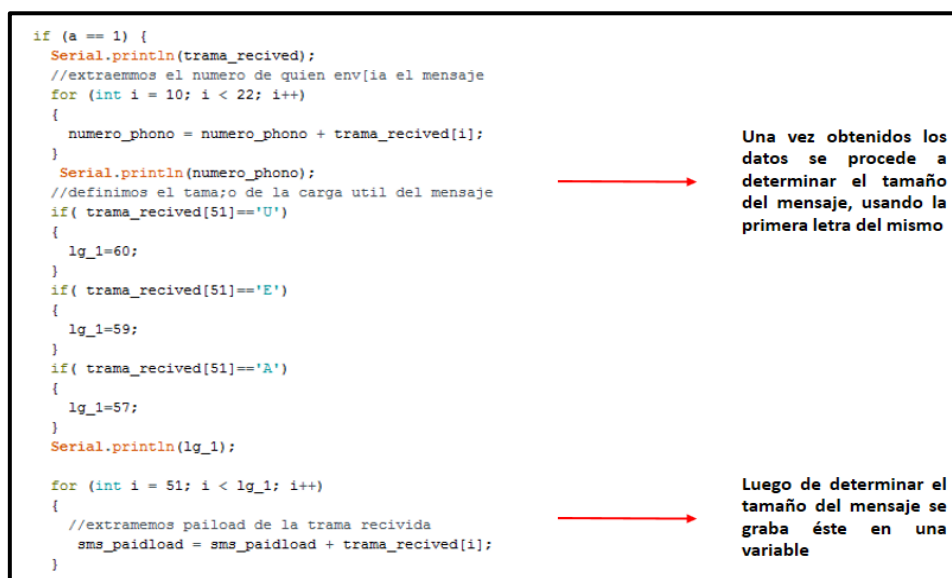 if (a == 1) {
Serial.println(trama_recived);
//extraemmos el numero de quien env[ia el mensaje
for (int i = 10; i < 22; i++)
{
numero_phono = numero_phono + trama_recived[i];
}
Serial.println(numero_phono);
//definimos el tama;o de la carga util del mensaje
if( trama_recived[51]=='U')
{
lg_1=60;
}
if( trama_recived[51]=='E')
{
lg_1=59;
}
if( trama_recived[51]=='A')
{
lg_1=57;
}
Serial.println(lg_1);
for (int i = 51; i < lg_1; i++)
{
//extramemos paiload de la trama recivida
sms_paidload = sms_paidload + trama_recived[i];
}
Una vez obtenidos los
datos se procede a
determinar el tamaño
del mensaje, usando la
primera letra del mismo
Luego de determinar el
tamaño del mensaje se
graba éste en una
variable